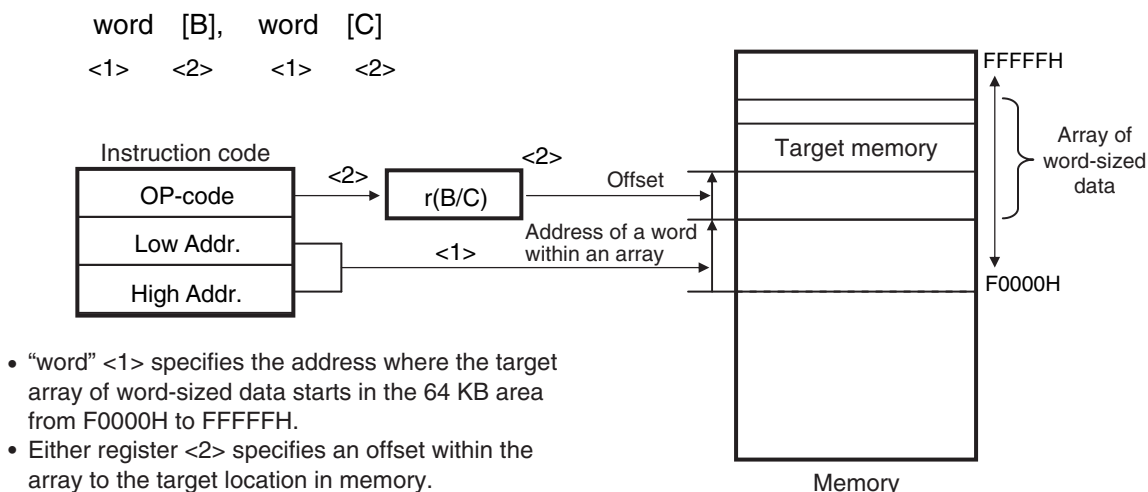 word [B], word [C]
<1> <2> <1> <2>
FFFFFH
Array of
word-sized
data
Target memory
Instruction code
<2>
<2>
OP-code
r(B/C)
Offset
Low Addr.
Address of a word
within an array
<1>
High Addr.
F0000H
• “word” <1> specifies the address where the target
array of word-sized data starts in the 64 KB area
from F0000H to FFFFFH.
• Either register <2> specifies an offset within the
array to the target location in memory.
Memory